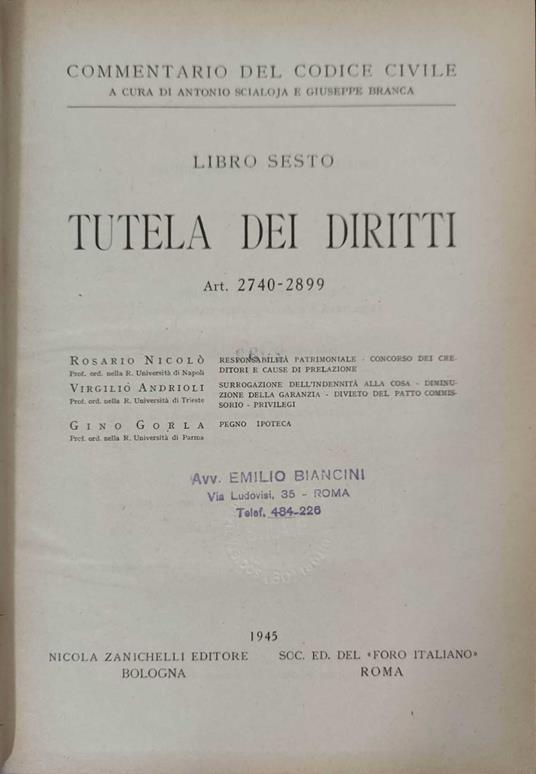 COMMENTARIO DEL CODICE CIVILE
A CURA DI ANTONIO SCIALOJA E GIUSEPPE BRANCA
LIBRO SESTO
TUTELA DEI DIRITTI
Art. 2740-2899
ROSARIO NICOLÒ
Prof. ord. nella R. Università di Napoli
RESPONSABILITÀ PATRIMONIALE - CONCORSO DEI CRE-
DITORI E CAUSE DI PRELAZIONE
VIRGILIO ANDRIOLI
Prof. ord. nella R. Università di Trieste
SURROGAZIONE DELL'INDENNITÀ ALLA COSA - DIMINU-
ZIONE DELLA GARANZIA - DIVIETO DEL PATTO COMMIS-
SORIO - PRIVILEGI
GINO GORLA
Prof. ord. nella R. Università di Parma
PEGNO IPOTECA
Avv. EMILIO BIANCINI
Via Ludovisi, 35 - ROMA
Telef. 484-226
1945
NICOLA ZANICHELLI EDITORE
BOLOGNA
SOC. ED. DEL «FORO ITALIANO»
ROMA